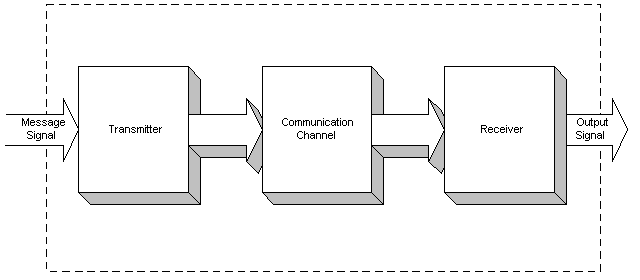 Message
Signal
Transmitter
Communication
Channel
Receiver
Output
Signal